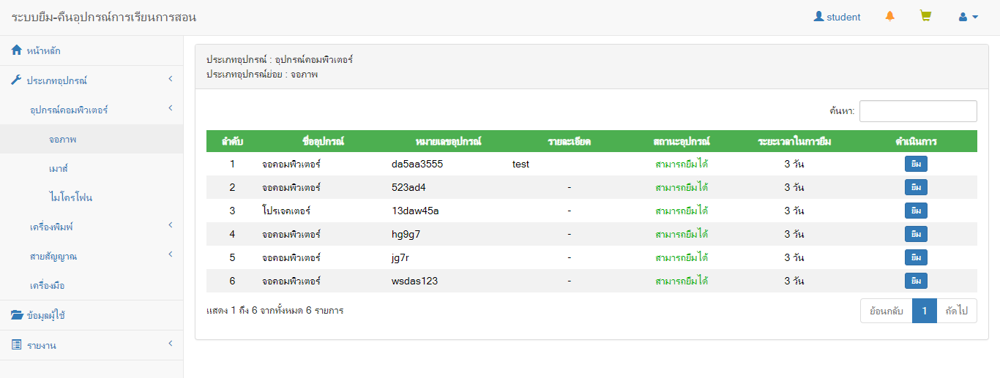 ระบบยืม-คืนอุปกรณ์การเรียนการสอน
student
หน้าหลัก
ประเภทอุปกรณ์
อุปกรณ์คอมพิวเตอร์
จอภาพ
เมาส์
ไมโครโฟน
เครื่องพิมพ์
สายสัญญาณ
เครื่องมือ
ข้อมูลผู้ใช้
รายงาน
ประเภทอุปกรณ์ : อุปกรณ์คอมพิวเตอร์
ประเภทอุปกรณ์ย่อย : จอภาพ
ค้นหา:
ลำดับ ชื่ออุปกรณ์ หมายเลขอุปกรณ์ รายละเอียด สถานะอุปกรณ์ ระยะเวลาในการยืม ดำเนินการ
1 จอคอมพิวเตอร์ da5aa3555 test สามารถยืมได้ 3 วัน ยืม
2 จอคอมพิวเตอร์ 523ad4 - สามารถยืมได้ 3 วัน ยืม
3 โปรเจคเตอร์ 13daw45a - สามารถยืมได้ 3 วัน ยืม
4 จอคอมพิวเตอร์ hg9g7 - สามารถยืมได้ 3 วัน ยืม
5 จอคอมพิวเตอร์ jg7r - สามารถยืมได้ 3 วัน ยืม
6 จอคอมพิวเตอร์ wsdas123 - สามารถยืมได้ 3 วัน ยืม
แสดง 1 ถึง 6 จากทั้งหมด 6 รายการ
ย้อนกลับ 1 ถัดไป